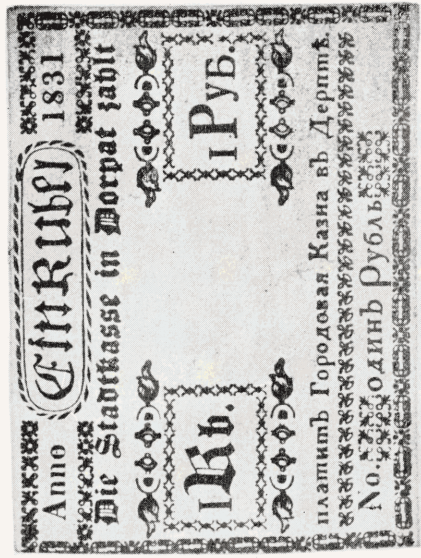 Anno Ein Rubel 1831
Die Stadtkasse in Dorpat zahlt
1 Rb. 1 Руб.
платитъ Городовая Казна въ Дерптѣ.
No. одинъ Рубль